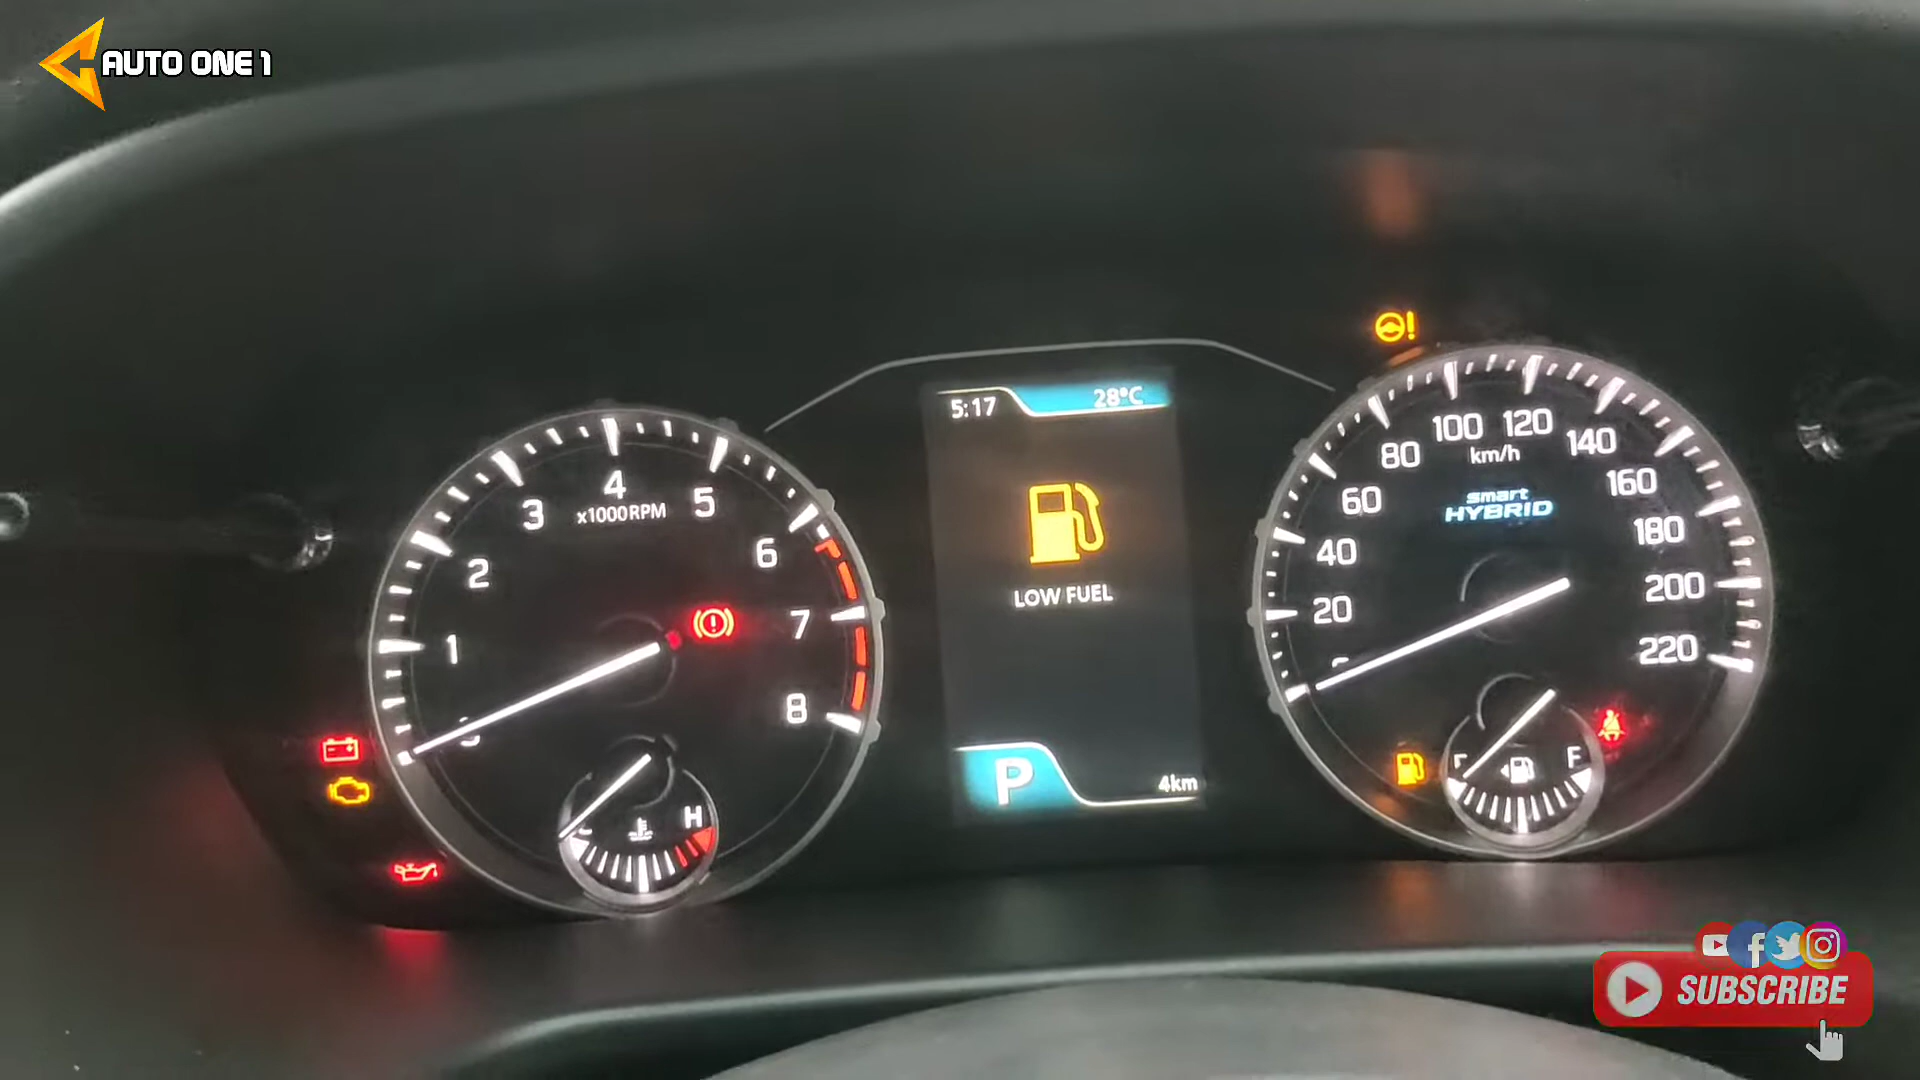 AUTO ONE 1
5:17 28°C
LOW FUEL
P 4km
1 2 3 4 5 6 7 8
x1000RPM
H
20 40 60 80 100 120 140 160 180 200 220
km/h
smart
HYBRID
F
SUBSCRIBE